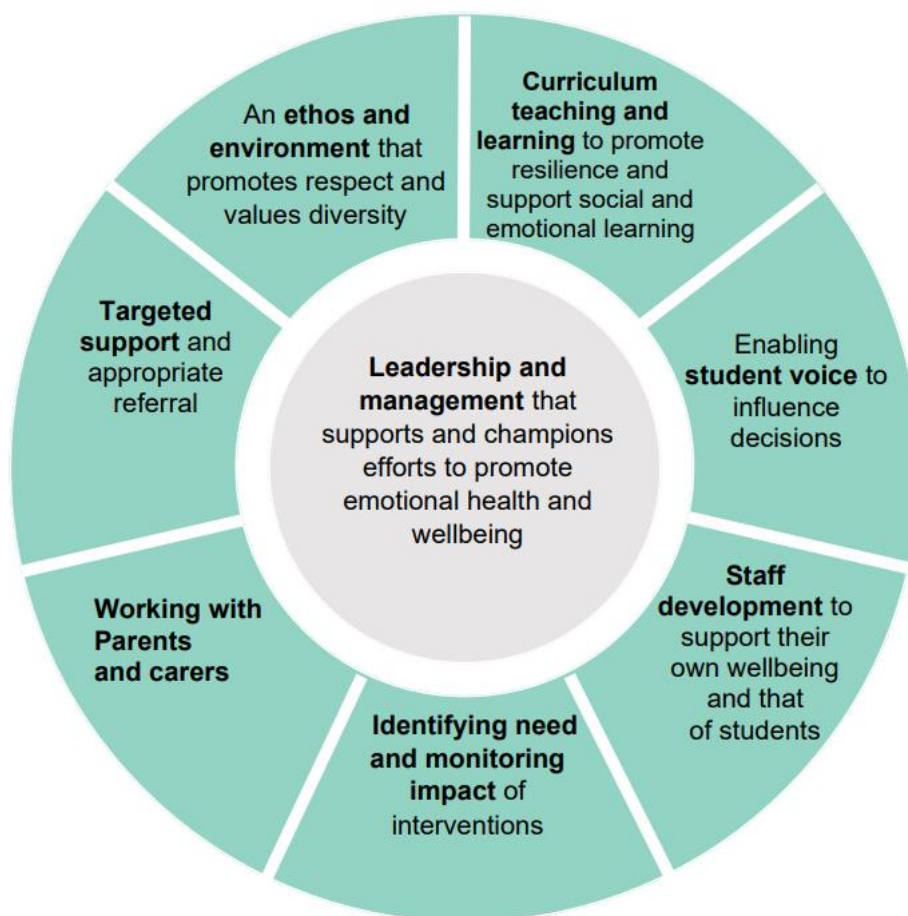 An ethos and
environment that
promotes respect and
values diversity
Curriculum
teaching and
learning to promote
resilience and
support social and
emotional learning
Enabling
student voice to
influence
decisions
Staff
development to
support their
own wellbeing
and that
of students
Identifying need
and monitoring
impact of
interventions
Working with
Parents
and carers
Targeted
support and
appropriate
referral
Leadership and
management that
supports and champions
efforts to promote
emotional health and
wellbeing